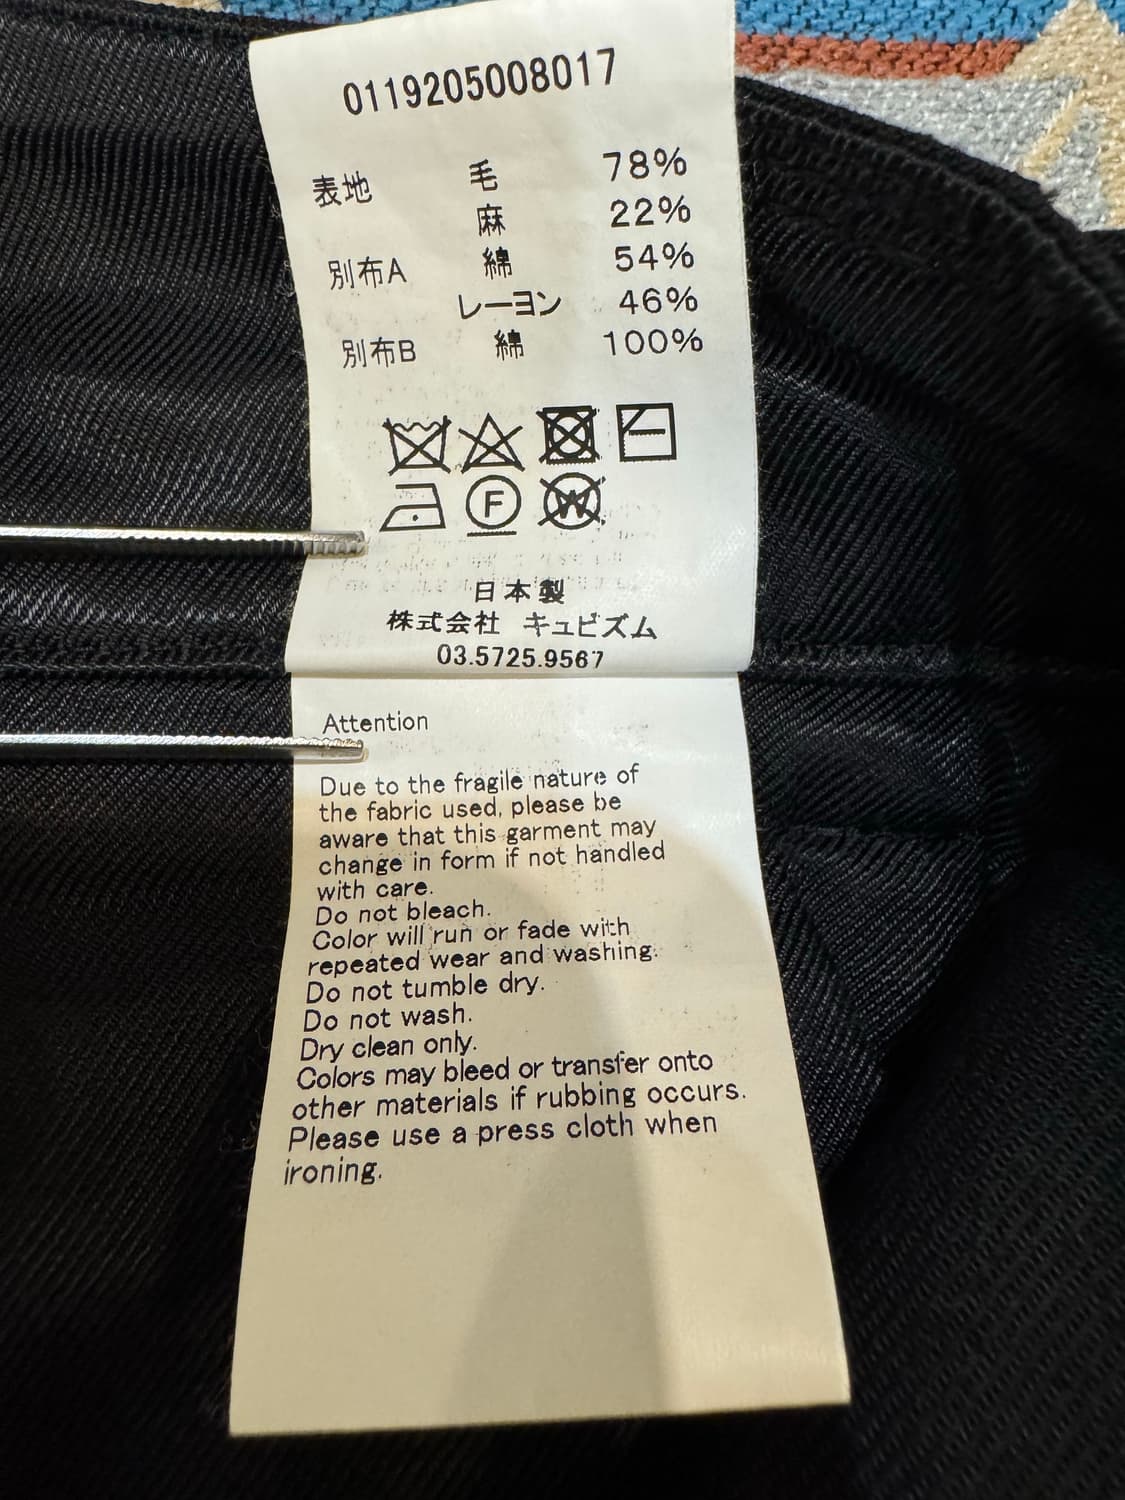 0119205008017
表地 毛 78%
麻 22%
別布A 綿 54%
レーヨン 46%
別布B 綿 100%
F W
日本製
株式会社 キュビズム
03.5725.9567
Attention
Due to the fragile nature of
the fabric used, please be
aware that this garment may
change in form if not handled
with care.
Do not bleach.
Color will run or fade with
repeated wear and washing.
Do not tumble dry.
Do not wash.
Dry clean only.
Colors may bleed or transfer onto
other materials if rubbing occurs.
Please use a press cloth when
ironing.